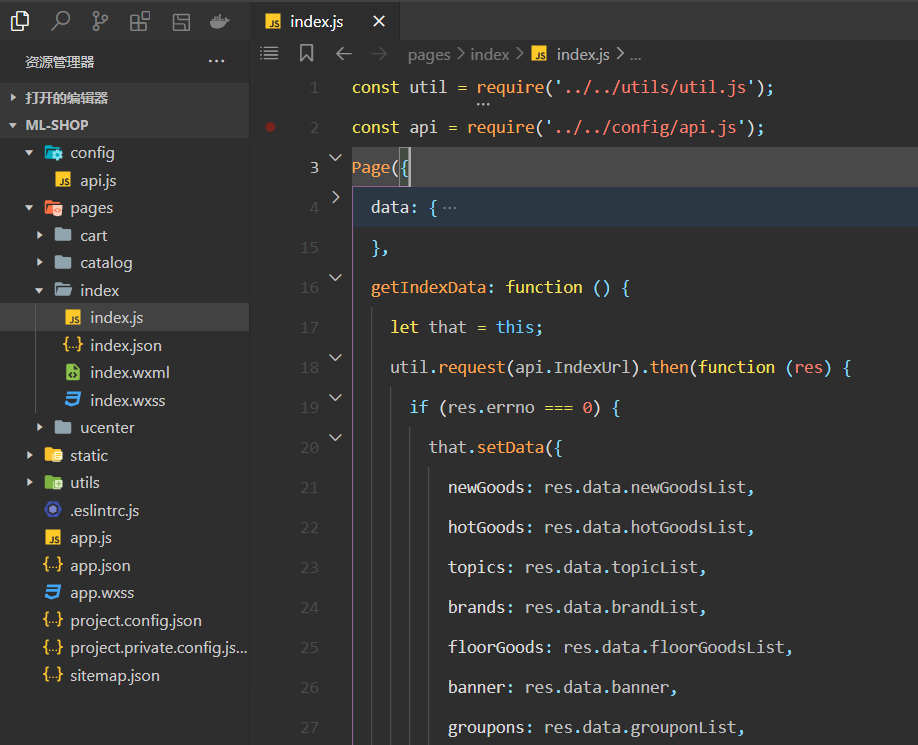 index.js
资源管理器
pages > index > index.js > ...
打开的编辑器
ML-SHOP
config
api.js
pages
cart
catalog
index
index.js
index.json
index.wxml
index.wxss
ucenter
static
utils
.eslintrc.js
app.js
app.json
app.wxss
project.config.json
project.private.config.js...
sitemap.json
1 const util = require('../../utils/util.js');
2 const api = require('../../config/api.js');
3 Page({
4 data: { ···
15 },
16 getIndexData: function () {
17 let that = this;
18 util.request(api.IndexUrl).then(function (res) {
19 if (res.errno === 0) {
20 that.setData({
21 newGoods: res.data.newGoodsList,
22 hotGoods: res.data.hotGoodsList,
23 topics: res.data.topicList,
24 brands: res.data.brandList,
25 floorGoods: res.data.floorGoodsList,
26 banner: res.data.banner,
27 groupons: res.data.grouponList,